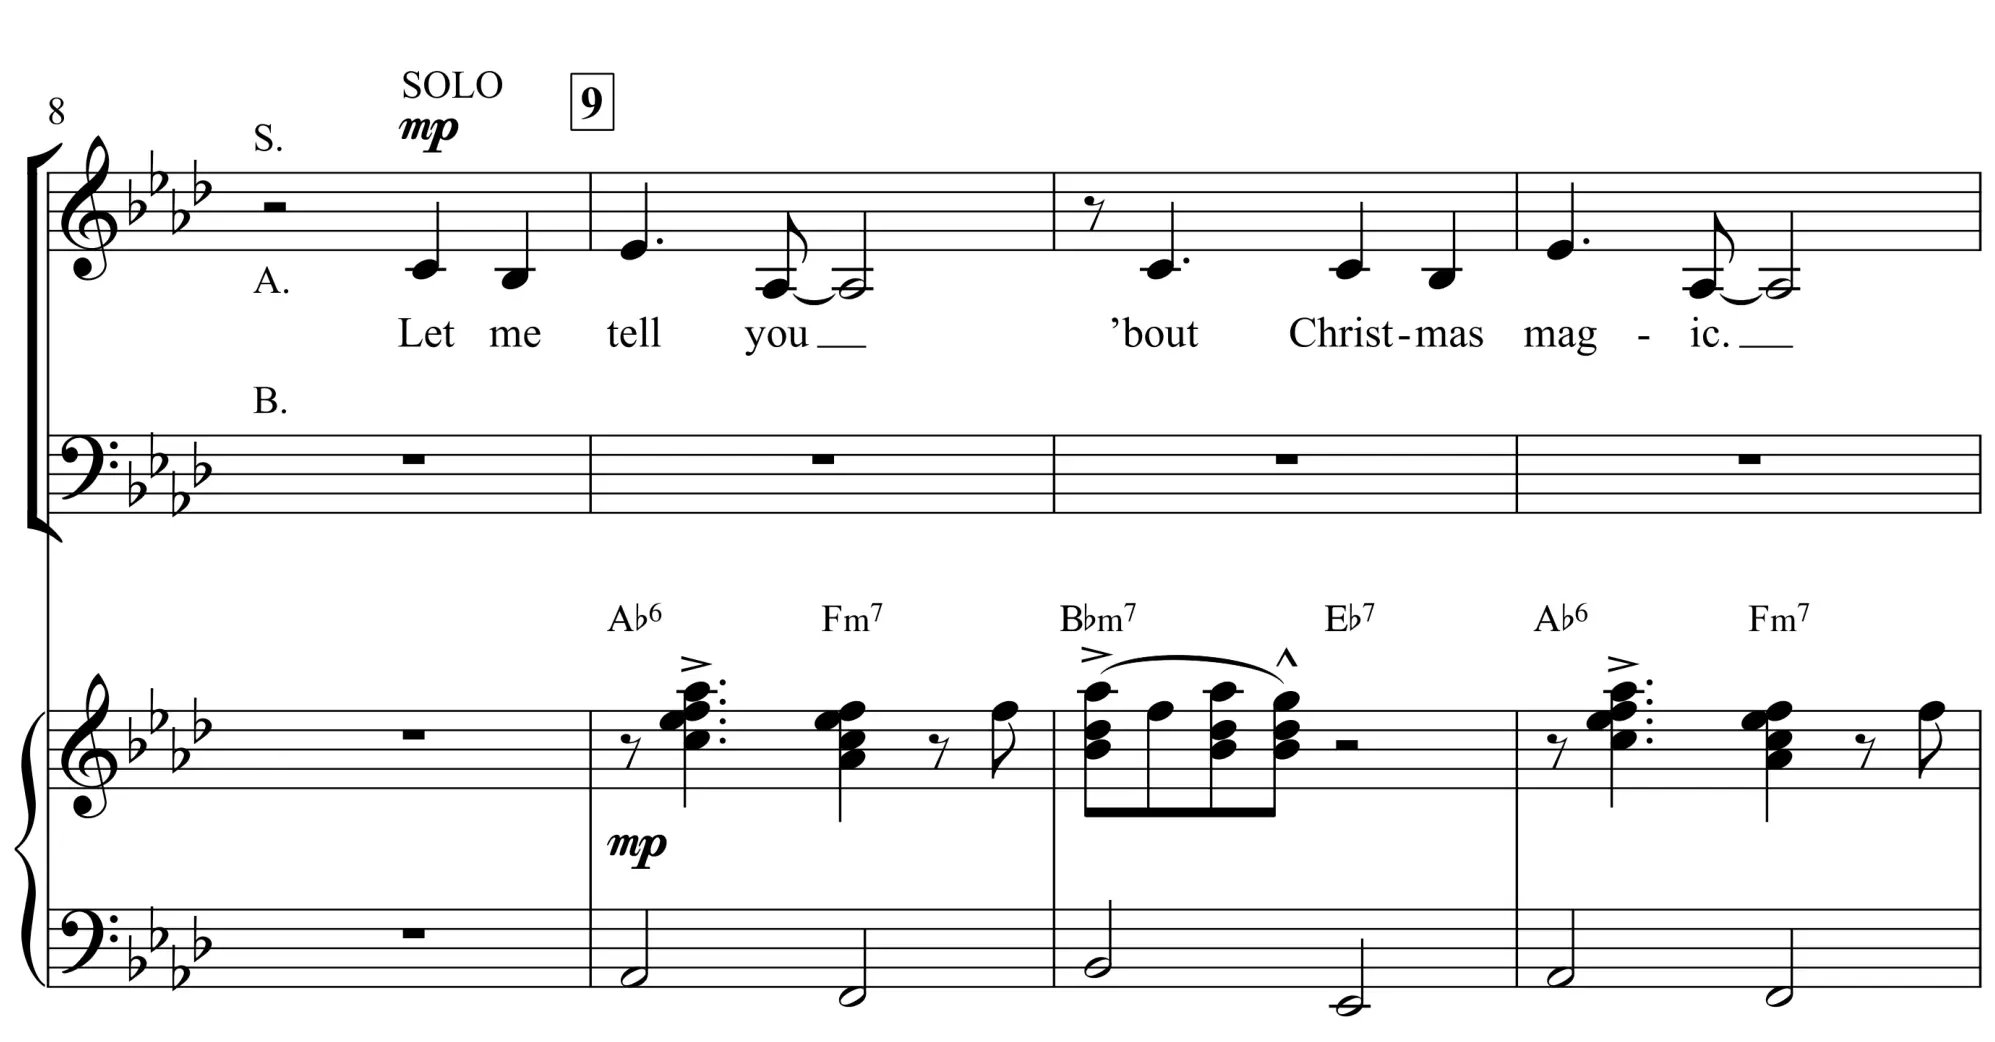 8
SOLO
mp
9
S.
A.
Let me tell you ’bout Christ-mas mag - ic.
B.
A♭6 Fm7 B♭m7 E♭7 A♭6 Fm7
mp